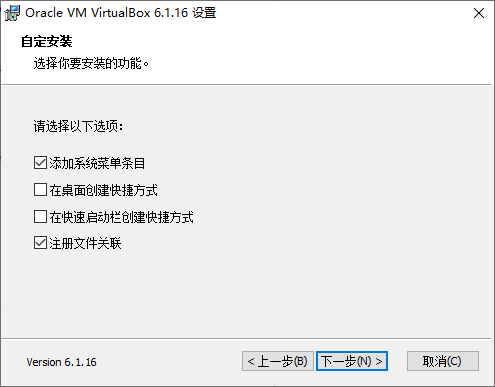 Oracle VM VirtualBox 6.1.16 设置
自定安装
选择你要安装的功能。
请选择以下选项：
添加系统菜单条目
在桌面创建快捷方式
在快速启动栏创建快捷方式
注册文件关联
Version 6.1.16
< 上一步(B)
下一步(N) >
取消(C)